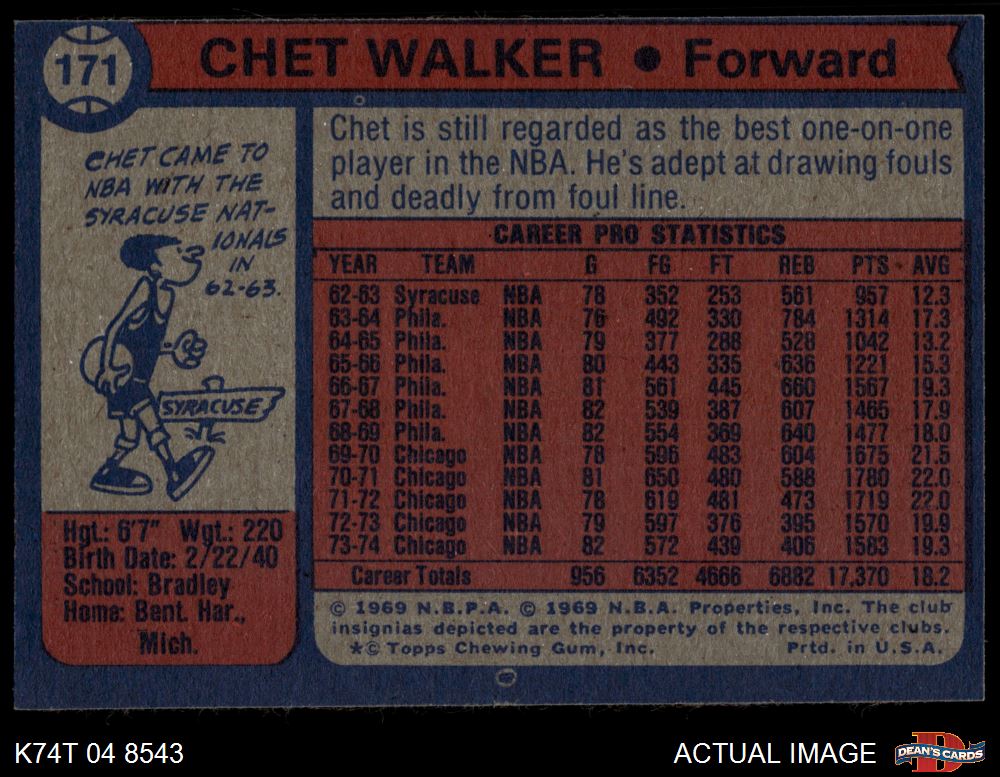 171
CHET WALKER ● Forward
CHET CAME TO
NBA WITH THE
SYRACUSE NAT-
IONALS
IN
62-63.
SYRACUSE
Hgt.: 6'7" Wgt.: 220
Birth Date: 2/22/40
School: Bradley
Home: Bent. Har.,
Mich.
Chet is still regarded as the best one-on-one
player in the NBA. He's adept at drawing fouls
and deadly from foul line.
CAREER PRO STATISTICS
YEAR TEAM G FG FT REB PTS AVG
62-63 Syracuse NBA 78 352 253 561 957 12.3
63-64 Phila. NBA 76 492 330 784 1314 17.3
64-65 Phila. NBA 79 377 288 528 1042 13.2
65-66 Phila. NBA 80 443 335 636 1221 15.3
66-67 Phila. NBA 81 561 445 660 1567 19.3
67-68 Phila. NBA 82 539 387 607 1465 17.9
68-69 Phila. NBA 82 554 369 640 1477 18.0
69-70 Chicago NBA 78 596 483 604 1675 21.5
70-71 Chicago NBA 81 650 480 588 1780 22.0
71-72 Chicago NBA 78 619 481 473 1719 22.0
72-73 Chicago NBA 79 597 376 395 1570 19.9
73-74 Chicago NBA 82 572 439 406 1583 19.3
Career Totals 956 6352 4666 6882 17,370 18.2
© 1969 N.B.P.A. © 1969 N.B.A. Properties, Inc. The club
insignias depicted are the property of the respective clubs.
*© Topps Chewing Gum, Inc. Prtd. in U.S.A.
K74T 04 8543
ACTUAL IMAGE
D
DEAN'S CARDS